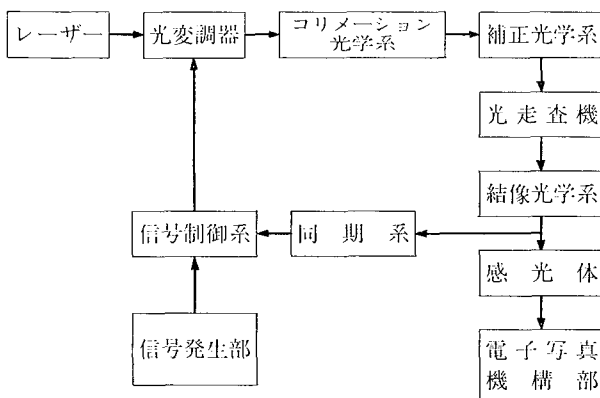 レーザー
光変調器
コリメーション
光学系
補正光学系
光走査機
結像光学系
信号制御系
同期系
感光体
信号発生部
電子写真
機構部